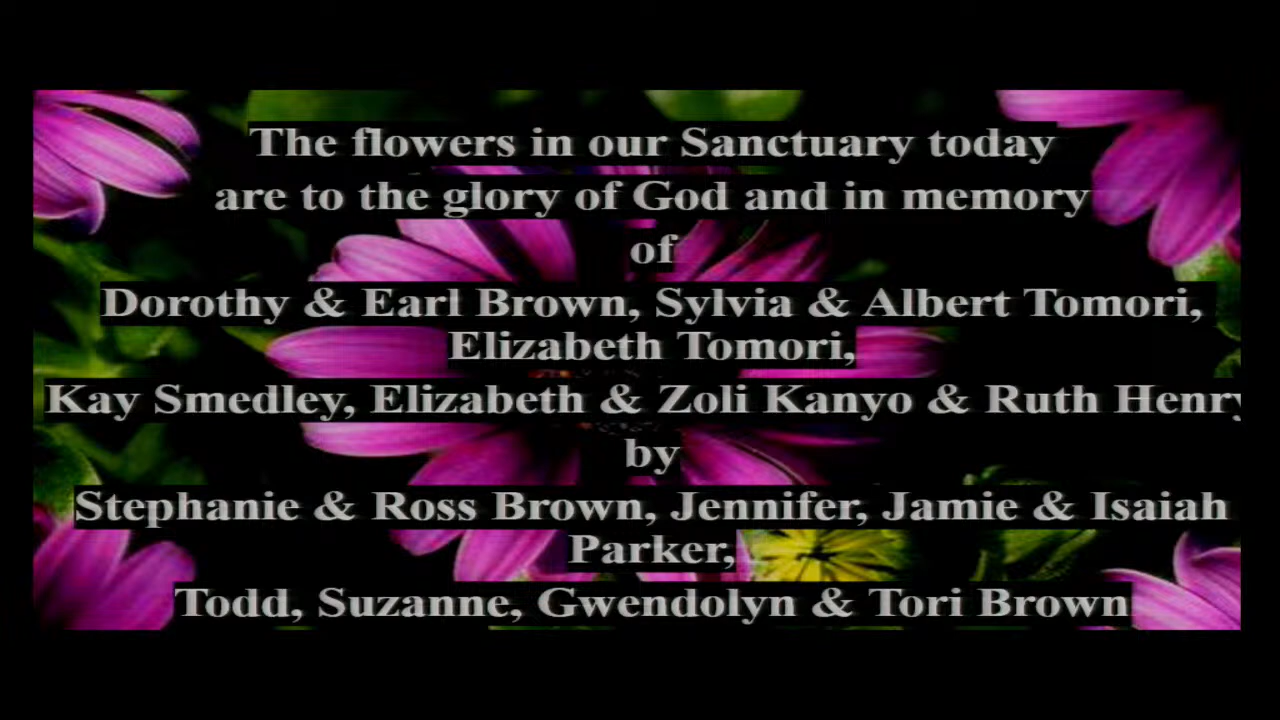 The flowers in our Sanctuary today
are to the glory of God and in memory
of
Dorothy & Earl Brown, Sylvia & Albert Tomori,
Elizabeth Tomori,
Kay Smedley, Elizabeth & Zoli Kanyo & Ruth Henry
by
Stephanie & Ross Brown, Jennifer, Jamie & Isaiah
Parker,
Todd, Suzanne, Gwendolyn & Tori Brown